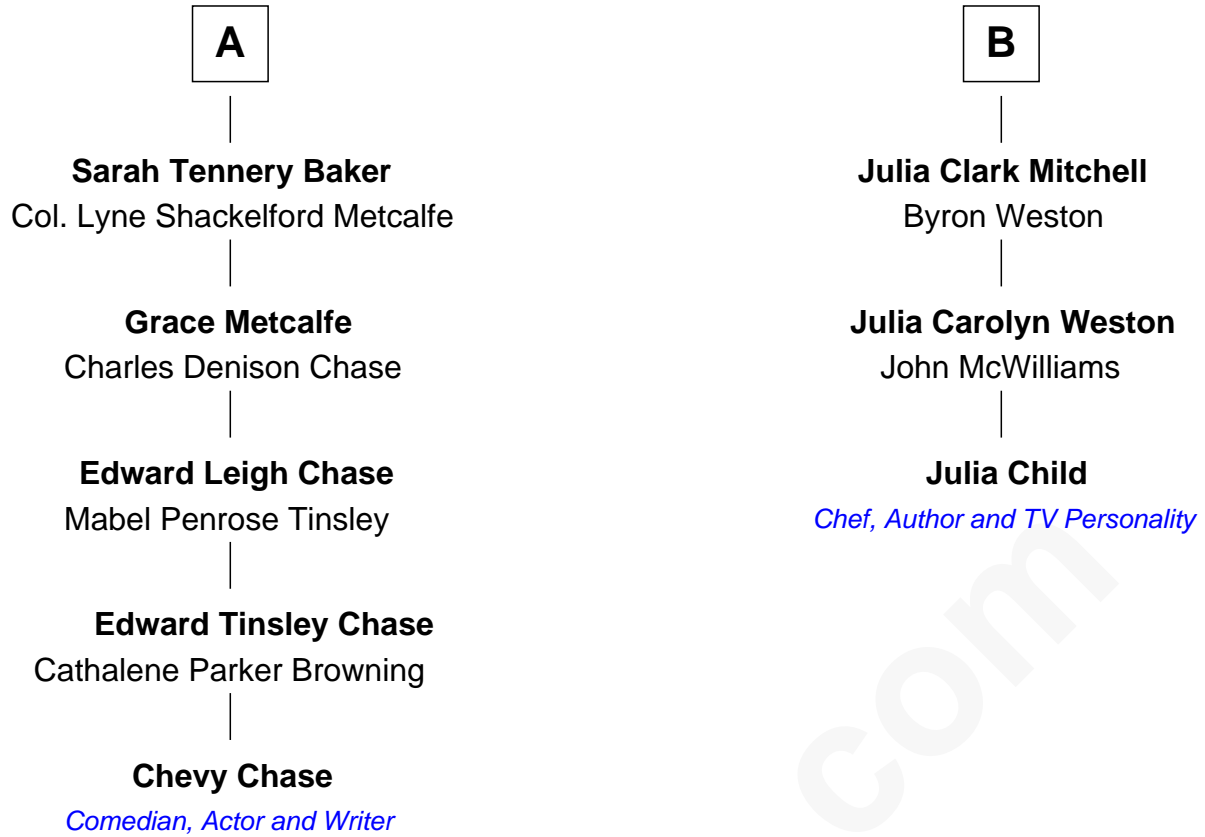 A
Sarah Tennery Baker
Col. Lyne Shackelford Metcalfe
Grace Metcalfe
Charles Denison Chase
Edward Leigh Chase
Mabel Penrose Tinsley
Edward Tinsley Chase
Cathalene Parker Browning
Chevy Chase
Comedian, Actor and Writer
B
Julia Clark Mitchell
Byron Weston
Julia Carolyn Weston
John McWilliams
Julia Child
Chef, Author and TV Personality
com